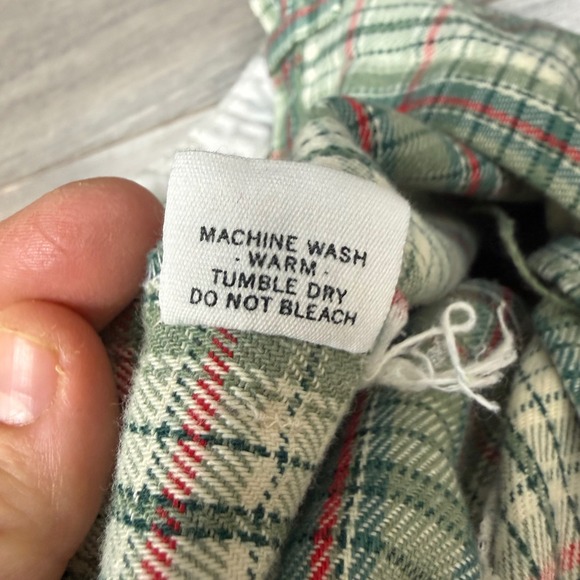 MACHINE WASH
- WARM -
TUMBLE DRY
DO NOT BLEACH